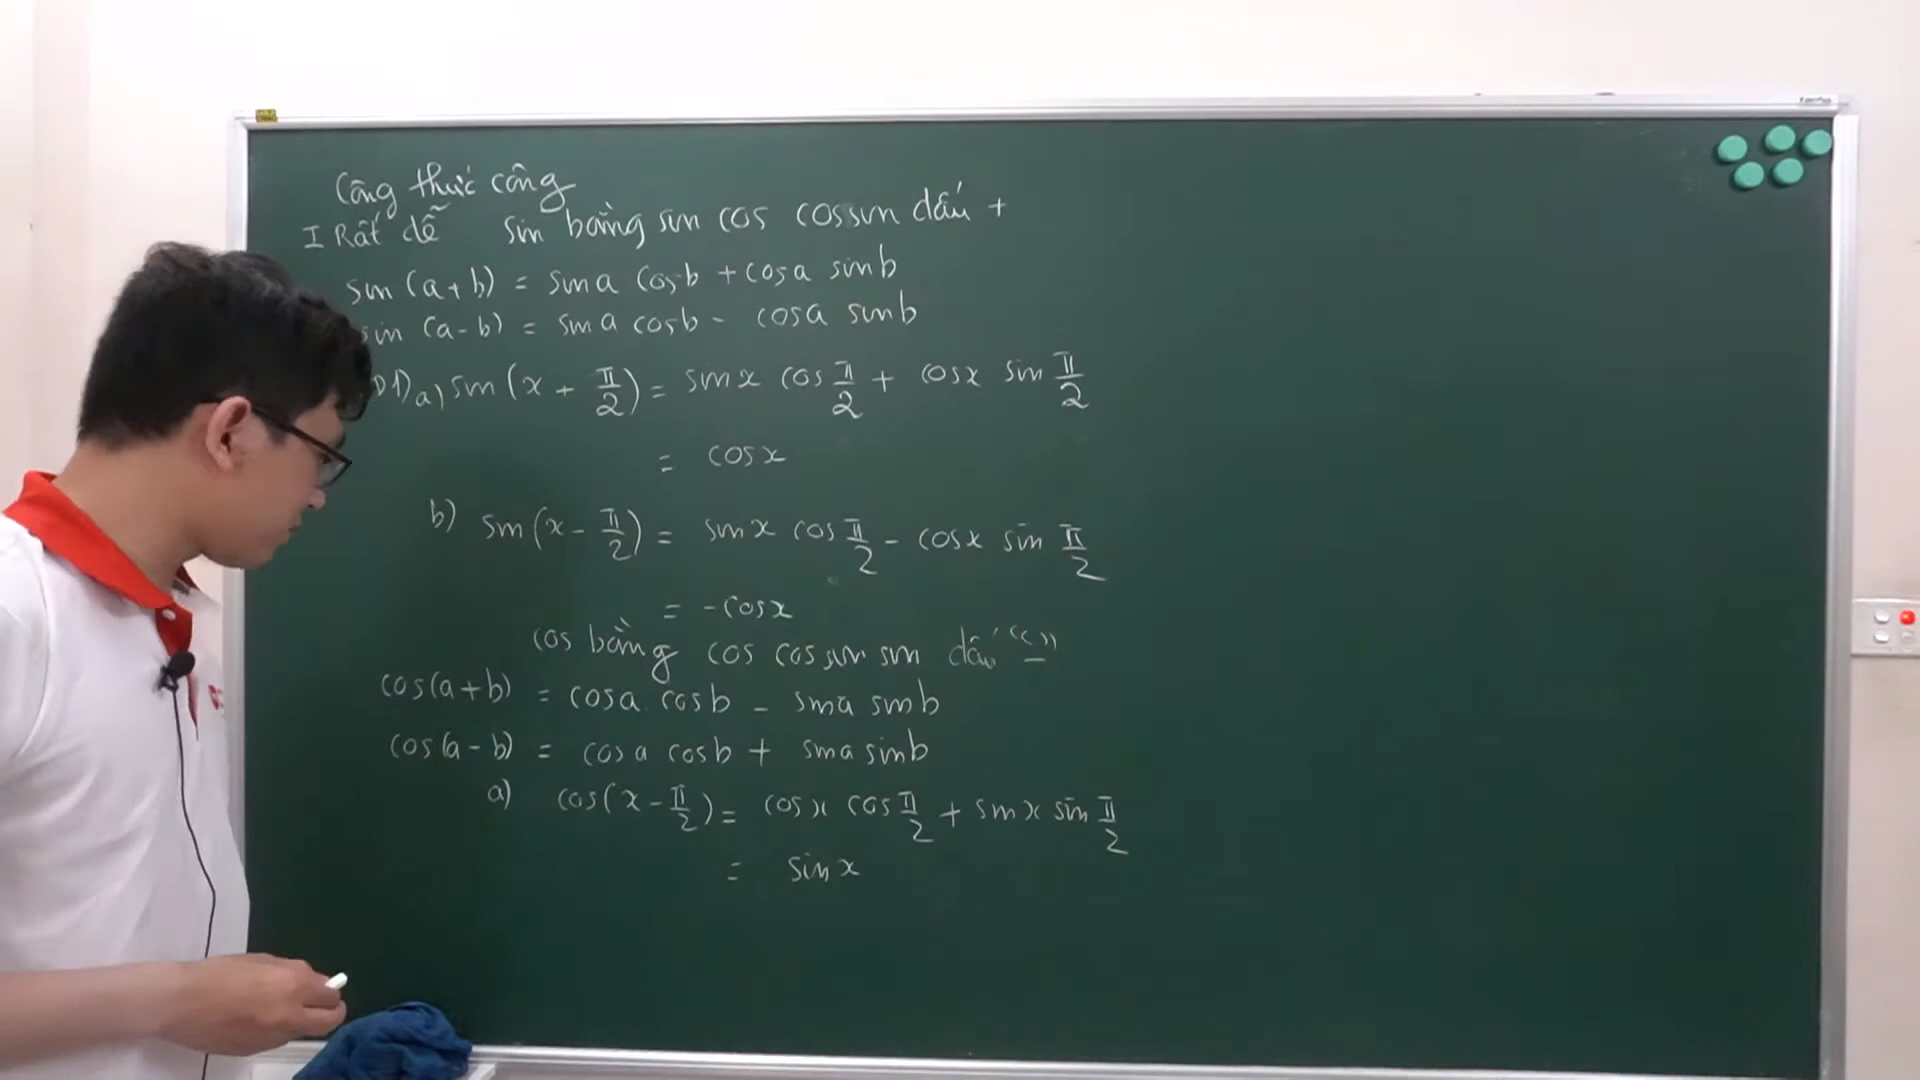 Công thức cộng
I Rất dễ sin bằng sin cos cos sin dấu +
sin (a+b) = sin a cos b + cos a sin b
sin (a-b) = sin a cos b - cos a sin b
D1) a) sin (x + π/2) = sin x cos π/2 + cos x sin π/2
= cos x
b) sin (x - π/2) = sin x cos π/2 - cos x sin π/2
= -cos x
cos bằng cos cos sin sin dấu "-"
cos(a+b) = cos a cos b - sin a sin b
cos(a-b) = cos a cos b + sin a sin b
a) cos(x - π/2) = cos x cos π/2 + sin x sin π/2
= sin x